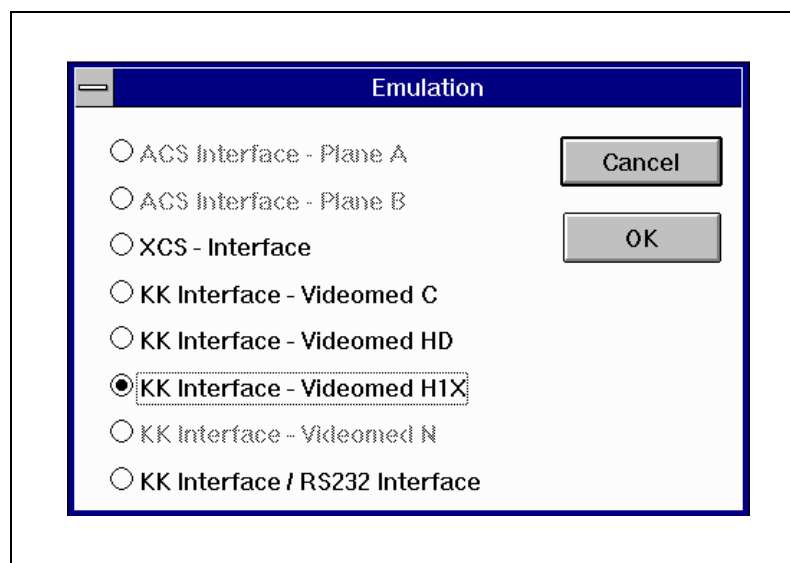 Emulation
ACS Interface - Plane A
ACS Interface - Plane B
XCS - Interface
KK Interface - Videomed C
KK Interface - Videomed HD
KK Interface - Videomed H1X
KK Interface - Videomed N
KK Interface / RS232 Interface
Cancel
OK